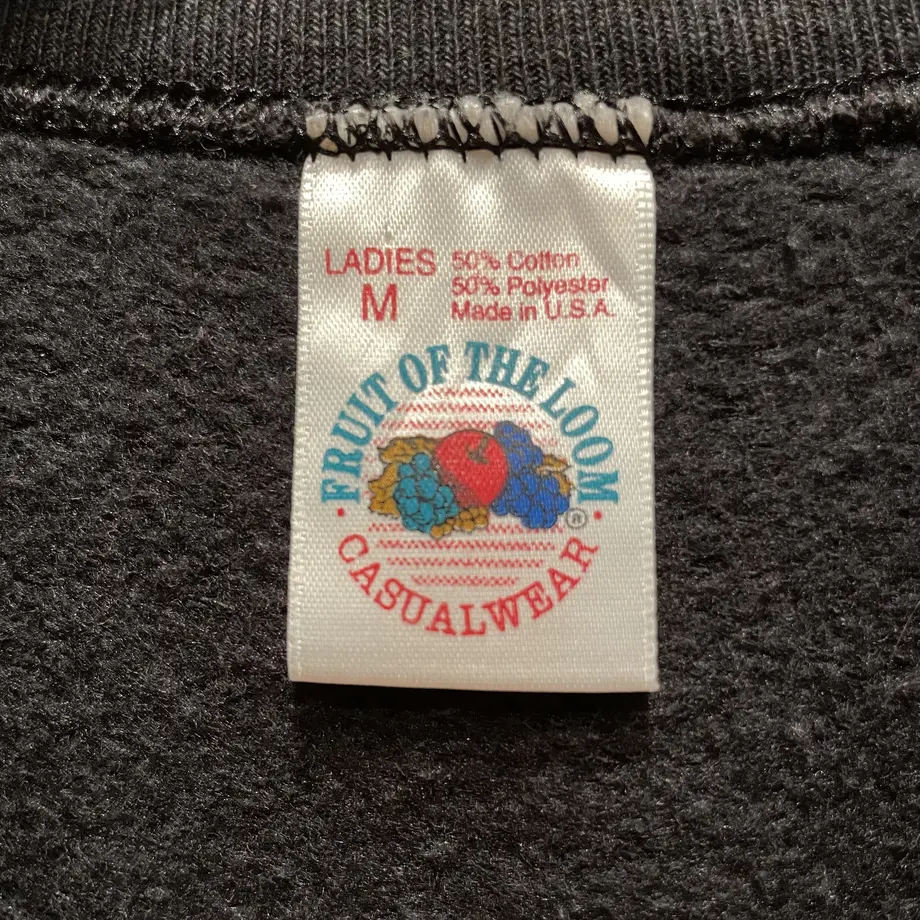 LADIES
M
50% Cotton
50% Polyester
Made in U.S.A.
FRUIT OF THE LOOM
®
• CASUALWEAR •